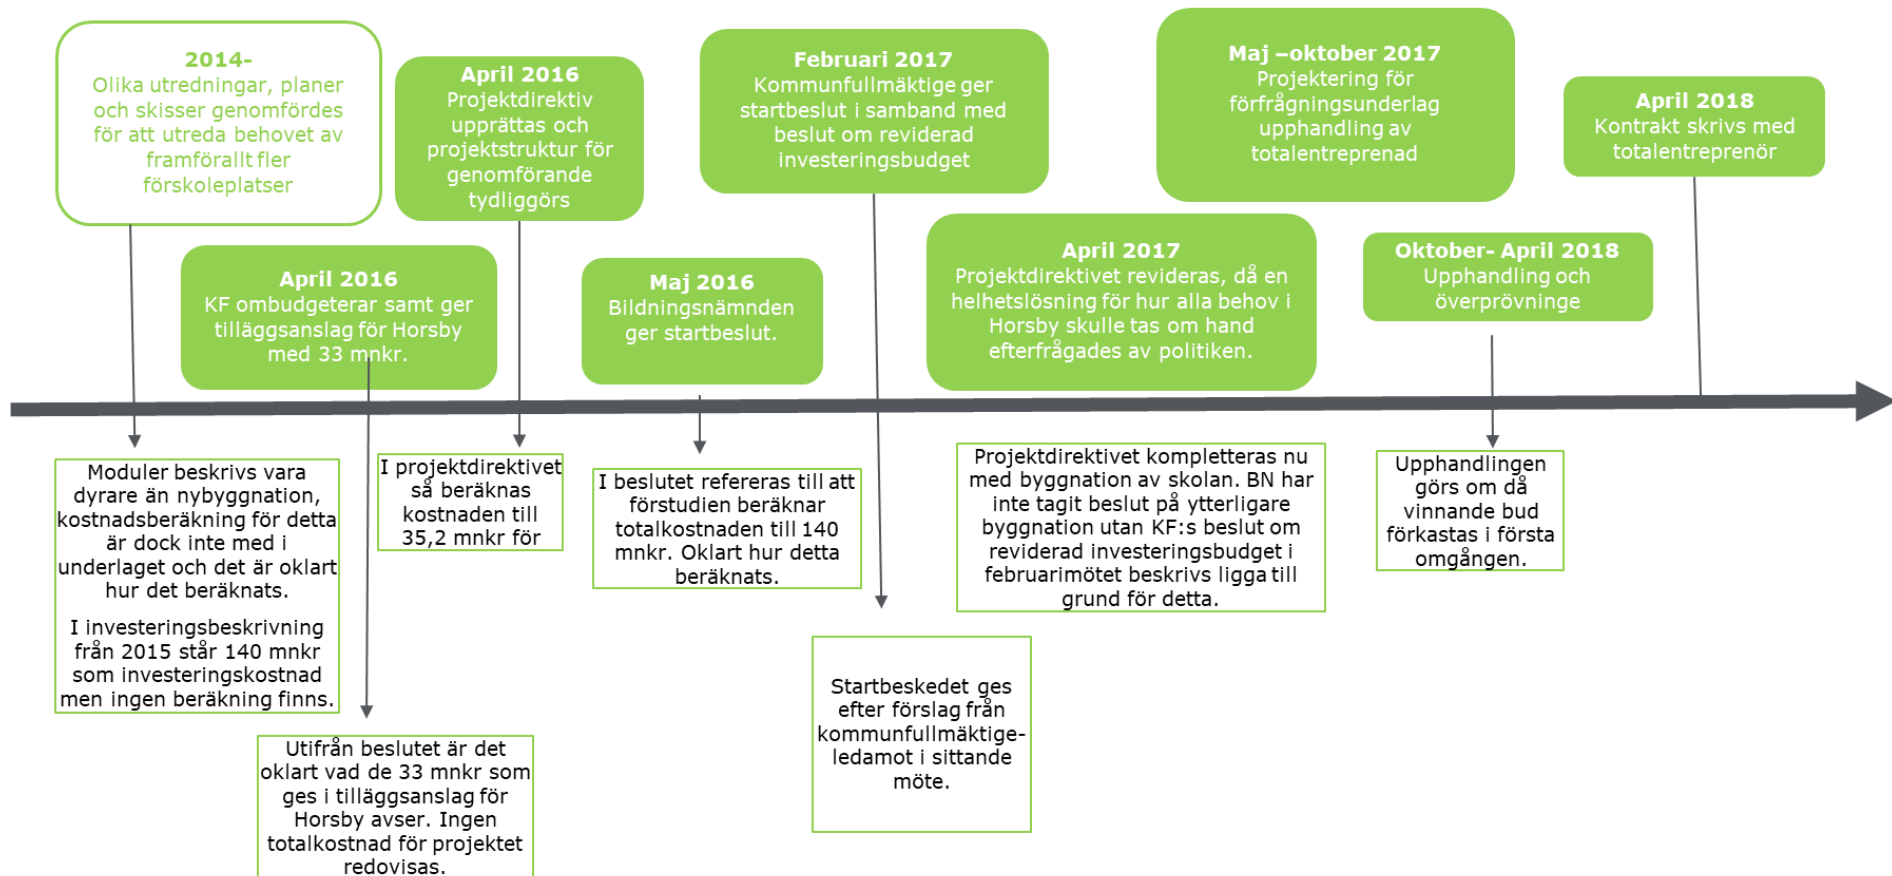 2014-
Olika utredningar, planer
och skisser genomfördes
för att utreda behovet av
framförallt fler
förskoleplatser
April 2016
KF ombudgeterar samt ger
tilläggsanslag för Horsby
med 33 mnkr.
April 2016
Projektdirektiv
upprättas och
projektstruktur för
genomförande
tydliggörs
Maj 2016
Bildningsnämnden
ger startbeslut.
Februari 2017
Kommunfullmäktige ger
startbeslut i samband med
beslut om reviderad
investeringsbudget
April 2017
Projektdirektivet revideras, då en
helhetslösning för hur alla behov i
Horsby skulle tas om hand
efterfrågades av politiken.
Maj –oktober 2017
Projektering för
förfrågningsunderlag
upphandling av
totalentreprenad
Oktober- April 2018
Upphandling och
överprövninge
April 2018
Kontrakt skrivs med
totalentreprenör
Moduler beskrivs vara
dyrare än nybyggnation,
kostnadsberäkning för detta
är dock inte med i
underlaget och det är oklart
hur det beräknats.
I investeringsbeskrivning
från 2015 står 140 mnkr
som investeringskostnad
men ingen beräkning finns.
Utifrån beslutet är det
oklart vad de 33 mnkr som
ges i tilläggsanslag för
Horsby avser. Ingen
totalkostnad för projektet
redovisas.
I projektdirektivet
så beräknas
kostnaden till
35,2 mnkr för
I beslutet refereras till att
förstudien beräknar
totalkostnaden till 140
mnkr. Oklart hur detta
beräknats.
Startbeskedet ges
efter förslag från
kommunfullmäktige-
ledamot i sittande
möte.
Projektdirektivet kompletteras nu
med byggnation av skolan. BN har
inte tagit beslut på ytterligare
byggnation utan KF:s beslut om
reviderad investeringsbudget i
februarimötet beskrivs ligga till
grund för detta.
Upphandlingen
görs om då
vinnande bud
förkastas i första
omgången.